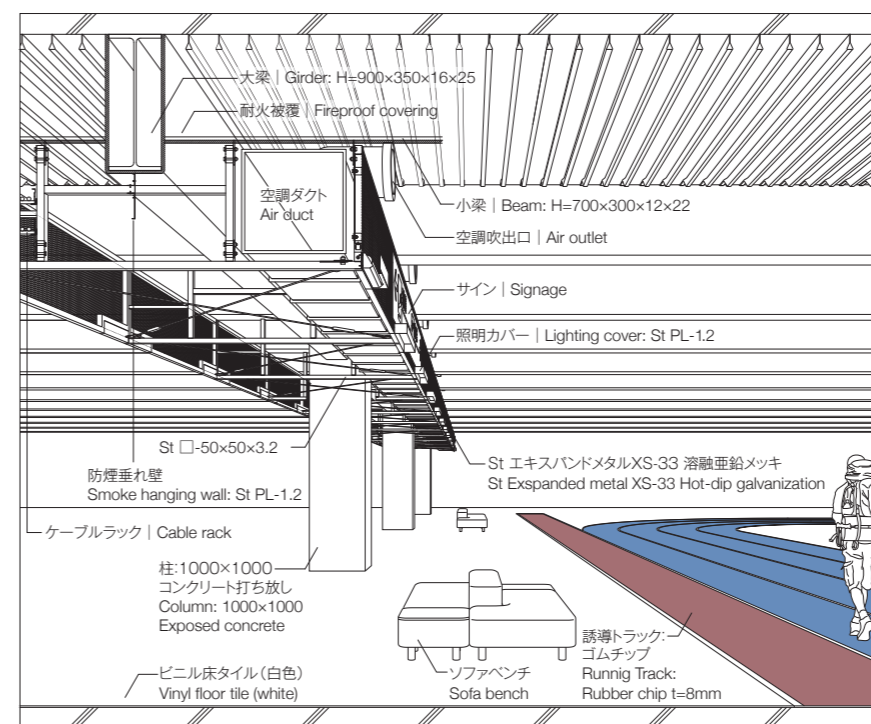 大梁｜Girder: H=900×350×16×25
耐火被覆｜Fireproof covering
空調ダクト
Air duct
小梁｜Beam: H=700×300×12×22
空調吹出口｜Air outlet
サイン｜Signage
照明カバー｜Lighting cover: St PL-1.2
St □-50×50×3.2
防煙垂れ壁
Smoke hanging wall: St PL-1.2
St エキスパンドメタルXS-33 溶融亜鉛メッキ
St Exspanded metal XS-33 Hot-dip galvanization
ケーブルラック｜Cable rack
柱:1000×1000
コンクリート打ち放し
Column: 1000×1000
Exposed concrete
誘導トラック:
ゴムチップ
Runnig Track:
Rubber chip t=8mm
ソファベンチ
Sofa bench
ビニル床タイル（白色）
Vinyl floor tile (white)